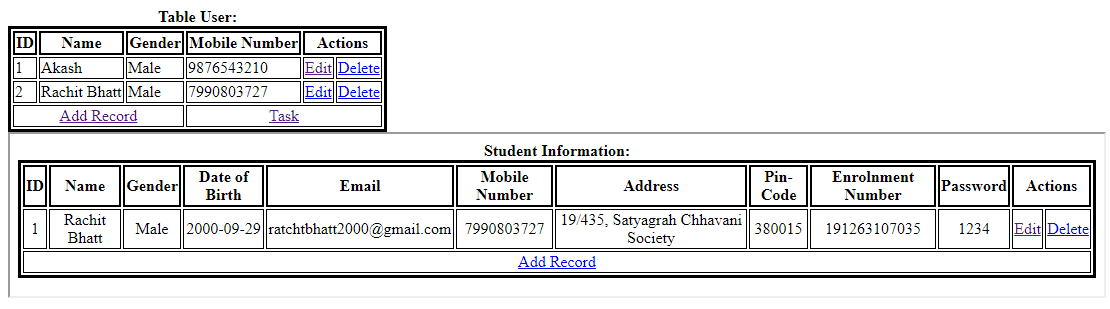 Table User:
ID Name Gender Mobile Number Actions
1 Akash Male 9876543210 Edit Delete
2 Rachit Bhatt Male 7990803727 Edit Delete
Add Record Task
Student Information:
ID Name Gender Date of Birth Email Mobile Number Address Pin-Code Enrolnment Number Password Actions
1 Rachit Bhatt Male 2000-09-29 ratchtbhatt2000@gmail.com 7990803727 19/435, Satyagrah Chhavani Society 380015 191263107035 1234 Edit Delete
Add Record